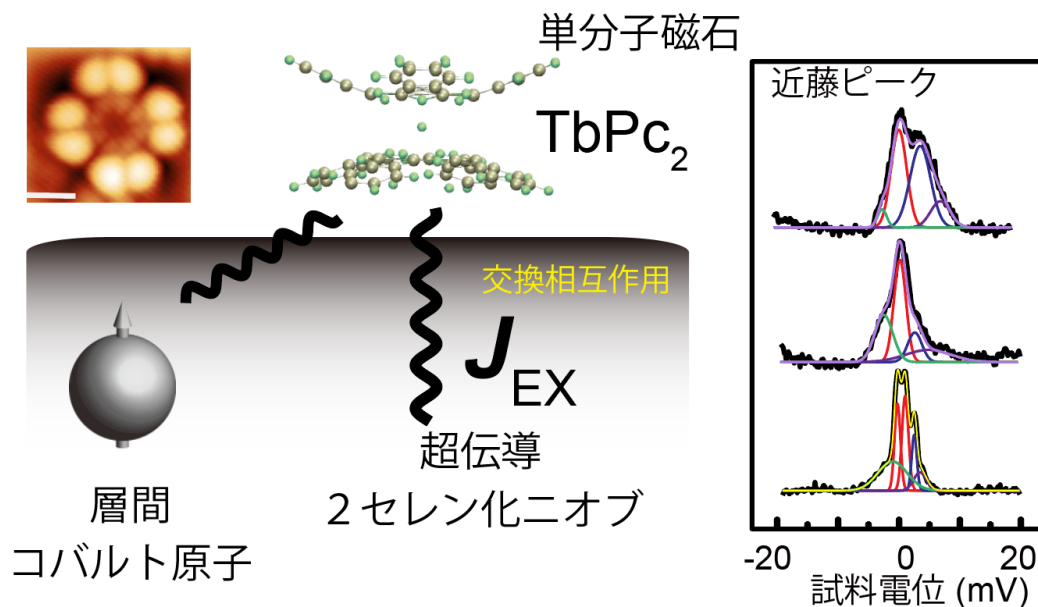 単分子磁石
TbPc2
交換相互作用
JEX
超伝導
２セレン化ニオブ
層間
コバルト原子
近藤ピーク
-20 0 20
試料電位 (mV)